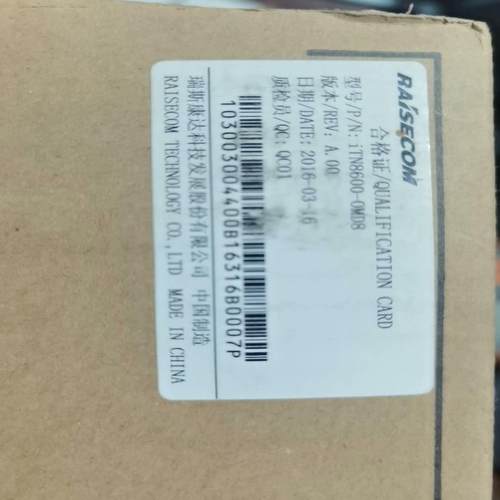 RAISECOM
合格证/QUALIFICATION CARD
型号/P/N: iTN8600-OMD8
版本/REV: A.00
日期/DATE: 2016-03-16
质检员/QC: QC01
103003004400B16316B0007P
瑞斯康达科技发展股份有限公司 中国制造
RAISECOM TECHNOLOGY CO.,LTD MADE IN CHINA